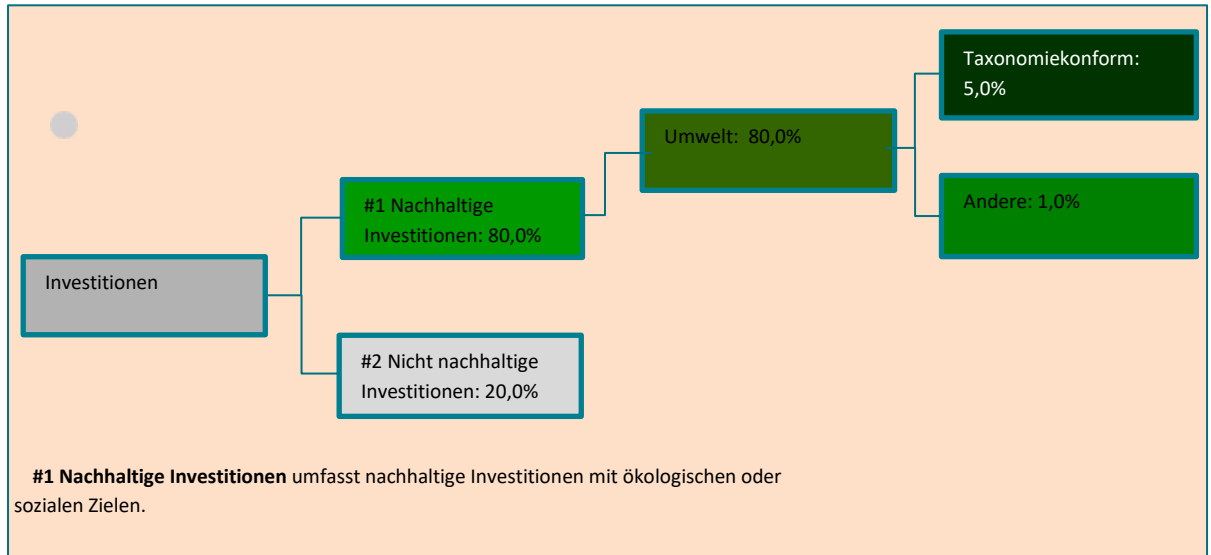 Taxonomiekonform:
5,0%
Umwelt: 80,0%
#1 Nachhaltige
Investitionen: 80,0%
Andere: 1,0%
Investitionen
#2 Nicht nachhaltige
Investitionen: 20,0%
#1 Nachhaltige Investitionen umfasst nachhaltige Investitionen mit ökologischen oder
sozialen Zielen.